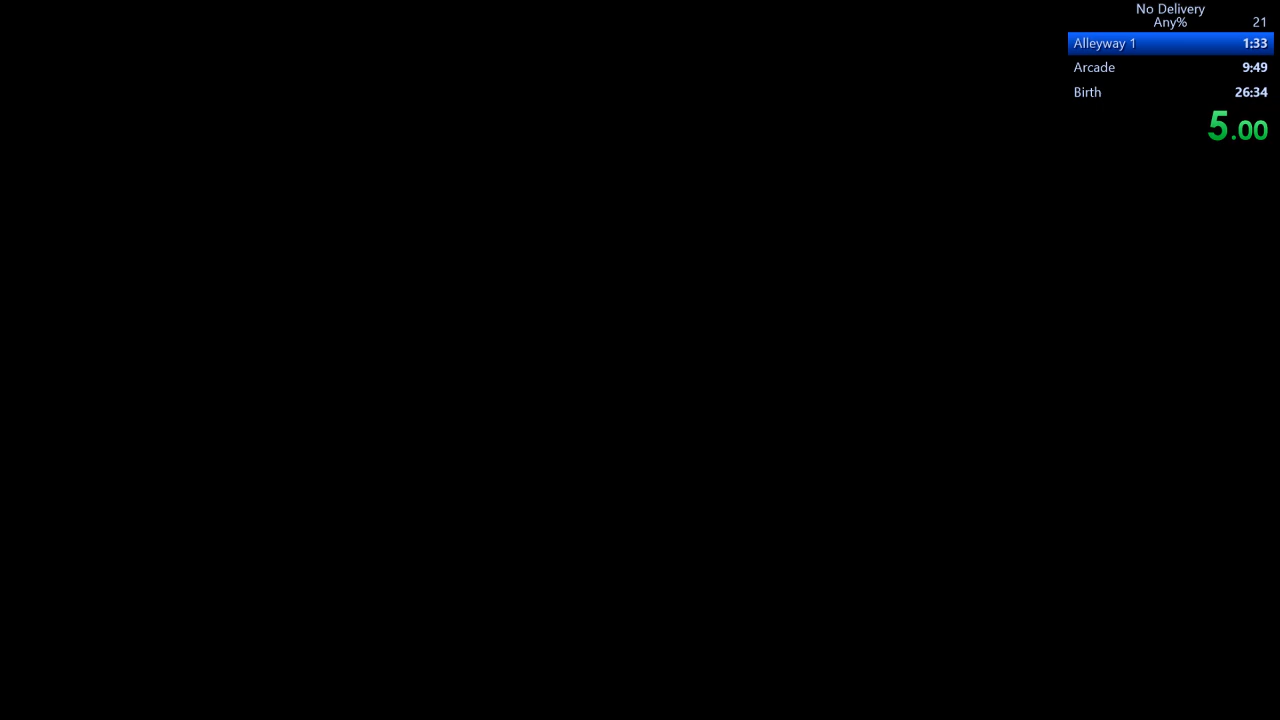 No Delivery
Any% 21
Alleyway 1 1:33
Arcade 9:49
Birth 26:34
5.00